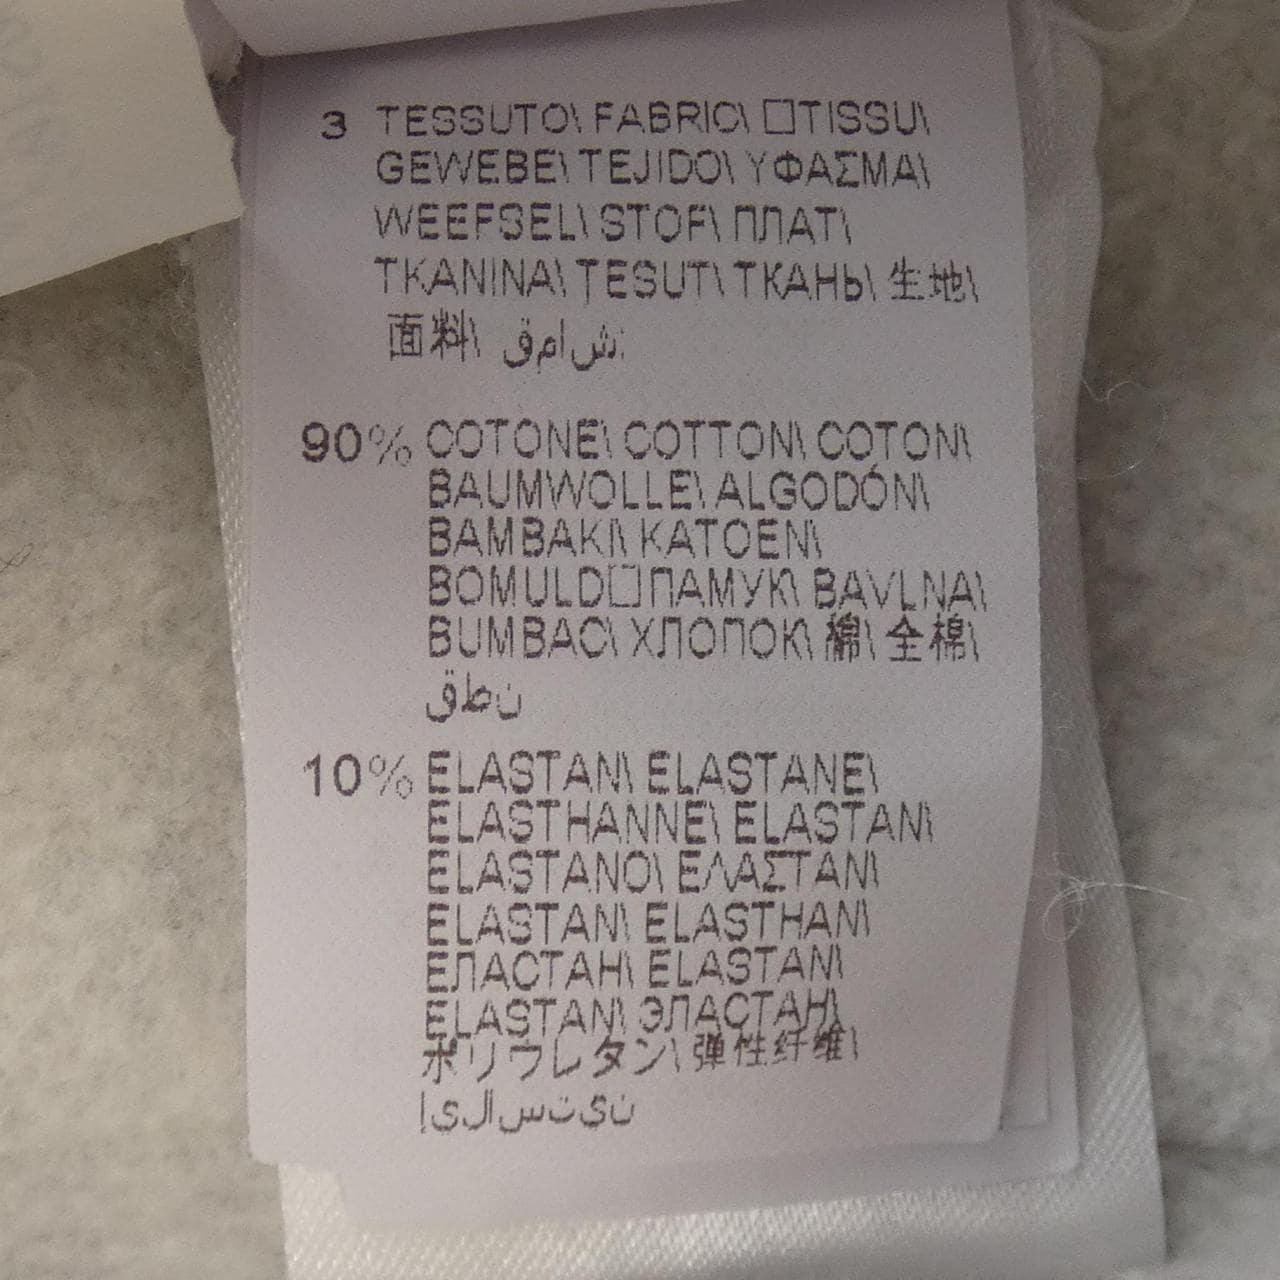 3 TESSUTO\ FABRIC\ □TISSU\
GEWEBE\ TEJIDO\ ΥΦΑΣΜΑ\
WEEFSEL\ STOF\ ПЛАТ\
TKANINA\ ŢESUT\ ТКАНЬ\ 生地\
面料\ قماش:
90% COTONE\ COTTON\ COTON\
BAUMWOLLE\ ALGODÓN\
BAMBAKI\ KATOEN\
BOMULD□ПАМУК\ BAVLNA\
BUMBAC\ ХЛОПОК\ 綿\ 全棉\
قطن
10% ELASTAN\ ELASTANE\
ELASTHANNE\ ELASTAN\
ELASTANO\ ΕΛΑΣΤΑΝ\
ELASTAN\ ELASTHAN\
ЕЛАСТАН\ ELASTAN\
ELASTAN\ ЭЛАСТАН\
ポリウレタン\ 弹性纤维\
إيلاستين